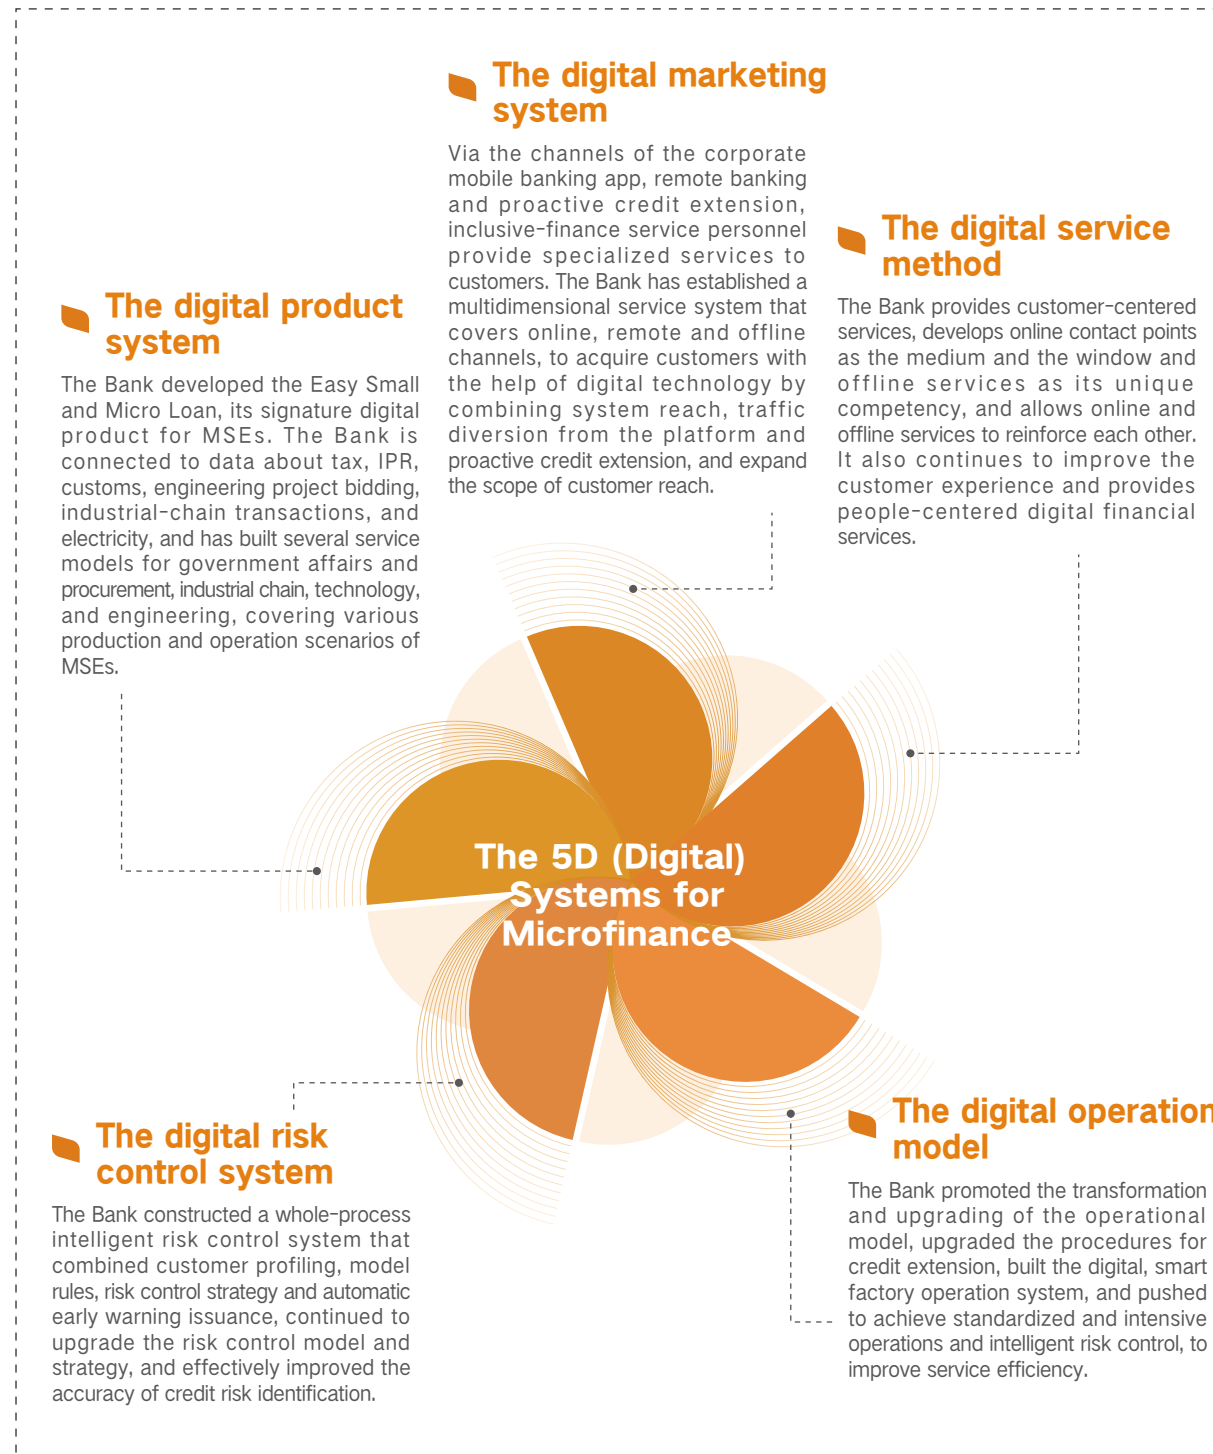 The digital marketing
system
Via the channels of the corporate
mobile banking app, remote banking
and proactive credit extension,
inclusive-finance service personnel
provide specialized services to
customers. The Bank has established a
multidimensional service system that
covers online, remote and offline
channels, to acquire customers with
the help of digital technology by
combining system reach, traffic
diversion from the platform and
proactive credit extension, and expand
the scope of customer reach.
The digital service
method
The Bank provides customer-centered
services, develops online contact points
as the medium and the window and
offline services as its unique
competency, and allows online and
offline services to reinforce each other.
It also continues to improve the
customer experience and provides
people-centered digital financial
services.
The digital product
system
The Bank developed the Easy Small
and Micro Loan, its signature digital
product for MSEs. The Bank is
connected to data about tax, IPR,
customs, engineering project bidding,
industrial-chain transactions, and
electricity, and has built several service
models for government affairs and
procurement, industrial chain, technology,
and engineering, covering various
production and operation scenarios of
MSEs.
The 5D (Digital)
Systems for
Microfinance
The digital risk
control system
The Bank constructed a whole-process
intelligent risk control system that
combined customer profiling, model
rules, risk control strategy and automatic
early warning issuance, continued to
upgrade the risk control model and
strategy, and effectively improved the
accuracy of credit risk identification.
The digital operation
model
The Bank promoted the transformation
and upgrading of the operational
model, upgraded the procedures for
credit extension, built the digital, smart
factory operation system, and pushed
to achieve standardized and intensive
operations and intelligent risk control, to
improve service efficiency.